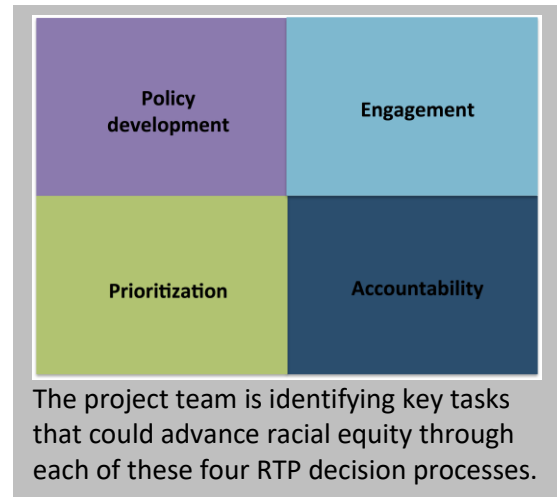 Policy
development
Engagement
Prioritization
Accountability
The project team is identifying key tasks
that could advance racial equity through
each of these four RTP decision processes.